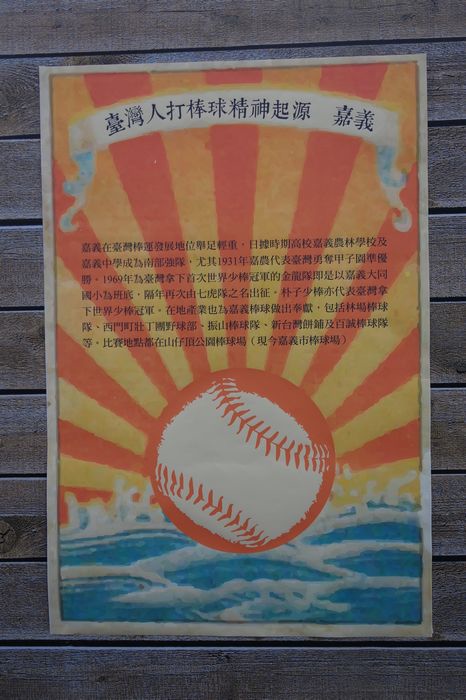 臺灣人打棒球精神起源　嘉義
嘉義在臺灣棒運發展地位舉足輕重，日據時期高校嘉義農林學校及
嘉義中學成為南部強隊，尤其1931年嘉農代表臺灣勇奪甲子園準優
勝。1969年為臺灣拿下首次世界少棒冠軍的金龍隊即是以嘉義大同
國小為班底，隔年再次由七虎隊之名出征。朴子少棒亦代表臺灣拿
下世界少棒冠軍。在地產業也為嘉義棒球做出奉獻，包括林場棒球
隊、西門町壯丁團野球部、振山棒球隊、新台灣餅鋪及百誠棒球隊
等，比賽地點都在山仔頂公園棒球場（現今嘉義市棒球場）